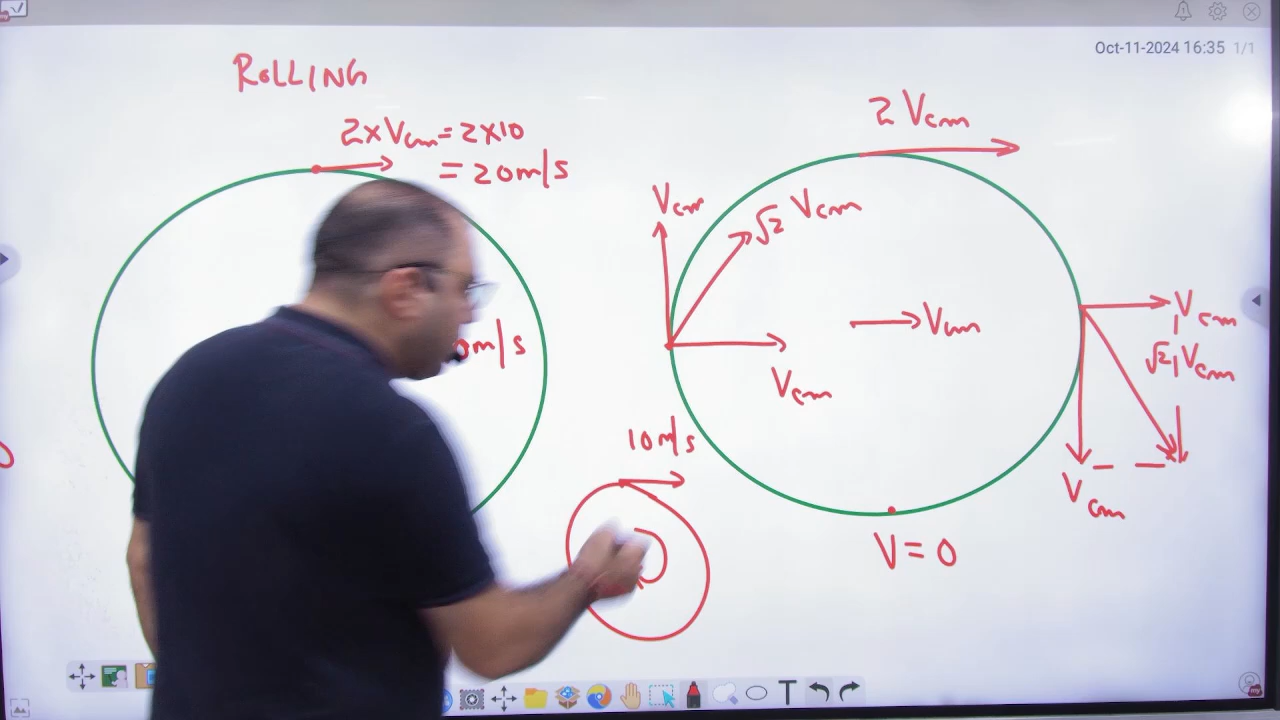 Oct-11-2024 16:35 1/1
ROLLING
2×Vcm = 2×10
= 20m/s
0m/s
2 Vcm
Vcm
√2 Vcm
Vcm
Vcm
Vcm
√2 Vcm
Vcm
V = 0
10m/s
T